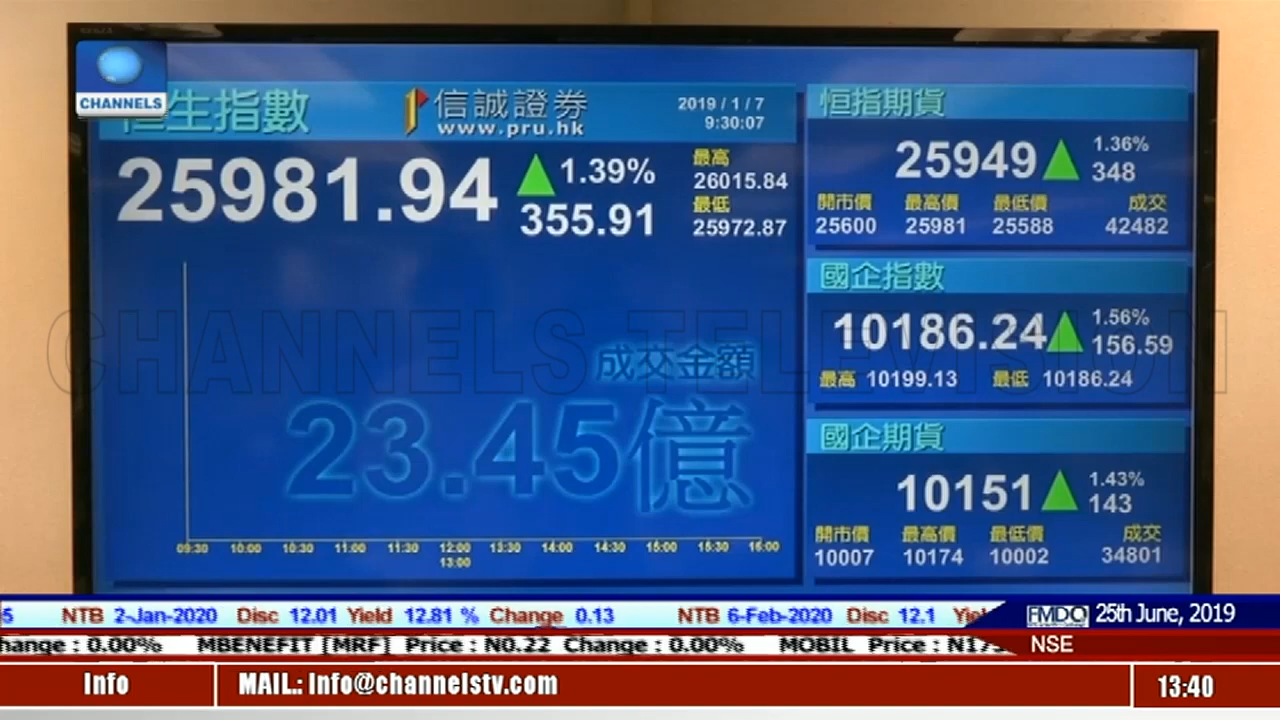 CHANNELS
恒生指數
信誠證券
www.pru.hk
2019 / 1 / 7
9:30:07
25981.94
1.39%
355.91
最高
26015.84
最低
25972.87
成交金額
23.45億
09:30 10:00 10:30 11:00 11:30 12:00 13:30 14:00 14:30 15:00 15:30 16:00
13:00
恒指期貨
25949
1.36%
348
開市價 最高價 最低價 成交
25600 25981 25588 42482
國企指數
10186.24
1.56%
156.59
最高 10199.13 最低 10186.24
國企期貨
10151
1.43%
143
開市價 最高價 最低價 成交
10007 10174 10002 34801
CHANNELS TELEVISION
5 NTB 2-Jan-2020 Disc 12.01 Yield 12.81 % Change 0.13 NTB 6-Feb-2020 Disc 12.1
FMDQ 25th June, 2019
hange : 0.00% MBENEFIT [MRF] Price : N0.22 Change : 0.00% MOBIL Price :
NSE
Info
MAIL.: Info@channelstv.com
13:40